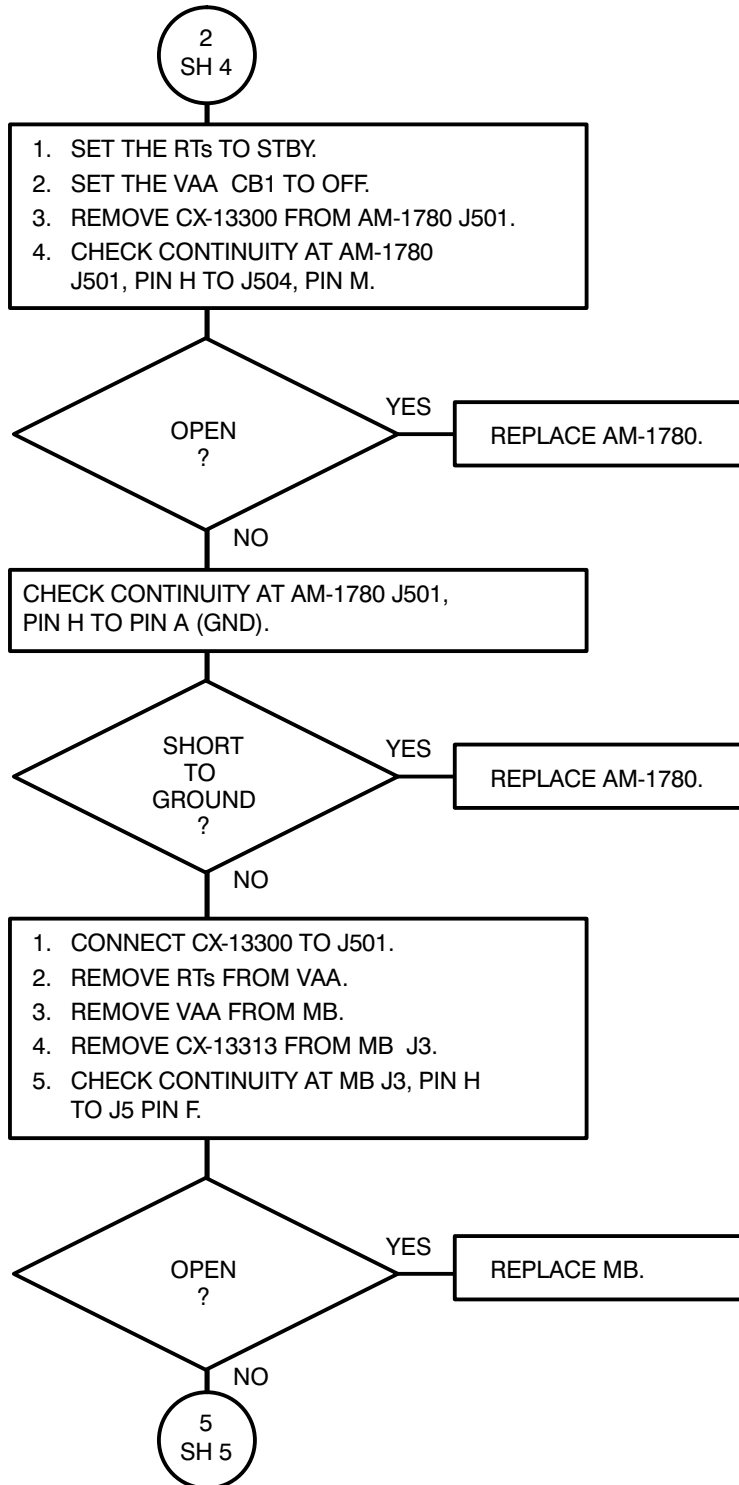 2
SH 4
1. SET THE RTs TO STBY.
2. SET THE VAA CB1 TO OFF.
3. REMOVE CX-13300 FROM AM-1780 J501.
4. CHECK CONTINUITY AT AM-1780
J501, PIN H TO J504, PIN M.
OPEN
?
YES
REPLACE AM-1780.
NO
CHECK CONTINUITY AT AM-1780 J501,
PIN H TO PIN A (GND).
SHORT
TO
GROUND
?
YES
REPLACE AM-1780.
NO
1. CONNECT CX-13300 TO J501.
2. REMOVE RTs FROM VAA.
3. REMOVE VAA FROM MB.
4. REMOVE CX-13313 FROM MB J3.
5. CHECK CONTINUITY AT MB J3, PIN H
TO J5 PIN F.
OPEN
?
YES
REPLACE MB.
NO
5
SH 5